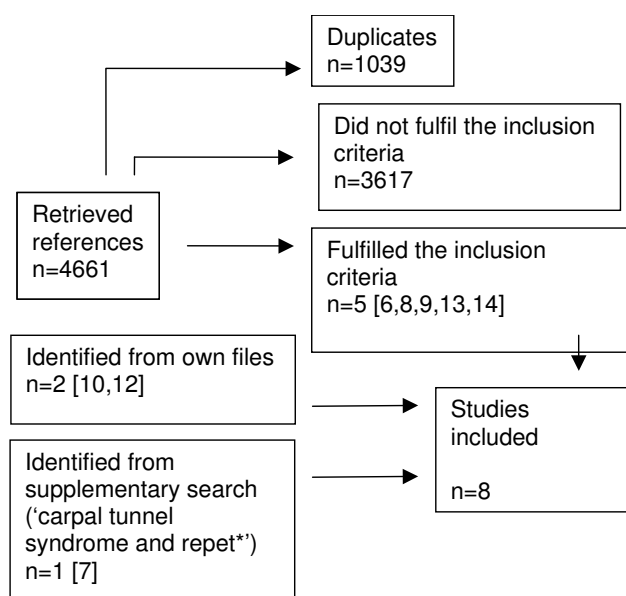 Duplicates
n=1039
Did not fulfil the inclusion
criteria
n=3617
Retrieved
references
n=4661
Fulfilled the inclusion
criteria
n=5 [6,8,9,13,14]
Identified from own files
n=2 [10,12]
Studies
included
n=8
Identified from
supplementary search
(‘carpal tunnel
syndrome and repet*’)
n=1 [7]